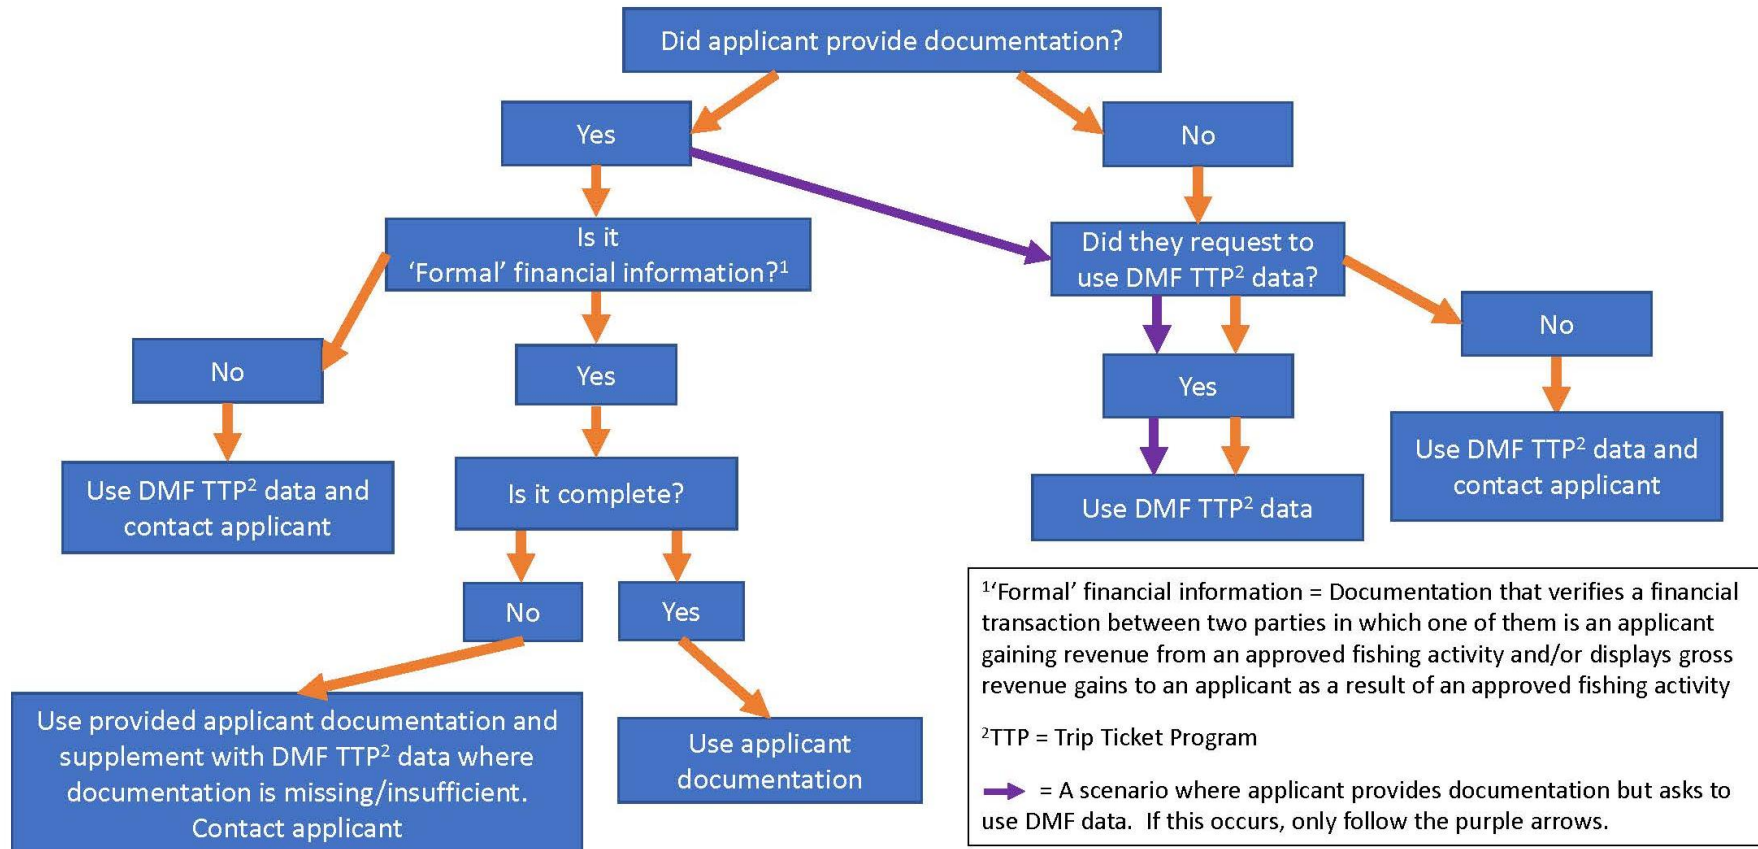 Did applicant provide documentation?
Yes
No
Is it
‘Formal’ financial information?¹
Did they request to
use DMF TTP² data?
No
Yes
Yes
No
Use DMF TTP² data and
contact applicant
Is it complete?
Use DMF TTP² data
Use DMF TTP² data and
contact applicant
No
Yes
Use provided applicant documentation and
supplement with DMF TTP² data where
documentation is missing/insufficient.
Contact applicant
Use applicant
documentation
¹‘Formal’ financial information = Documentation that verifies a financial
transaction between two parties in which one of them is an applicant
gaining revenue from an approved fishing activity and/or displays gross
revenue gains to an applicant as a result of an approved fishing activity
²TTP = Trip Ticket Program
= A scenario where applicant provides documentation but asks to
use DMF data.  If this occurs, only follow the purple arrows.